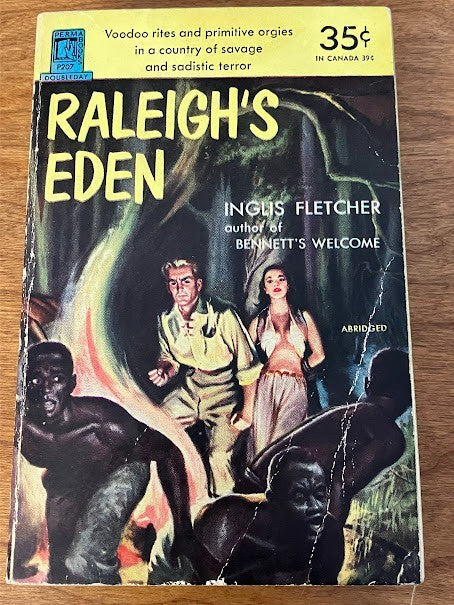 PERMA
BOOKS
P207
DOUBLEDAY
Voodoo rites and primitive orgies
in a country of savage
and sadistic terror
35¢
IN CANADA 39¢
RALEIGH'S
EDEN
INGLIS FLETCHER
author of
BENNETT'S WELCOME
ABRIDGED